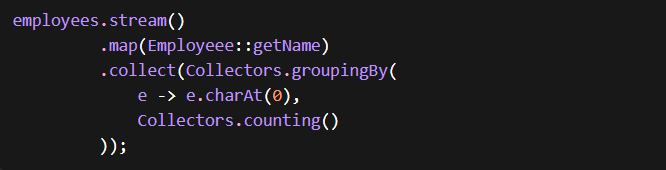 employees.stream()
.map(Employeee::getName)
.collect(Collectors.groupingBy(
e -> e.charAt(0),
Collectors.counting()
));